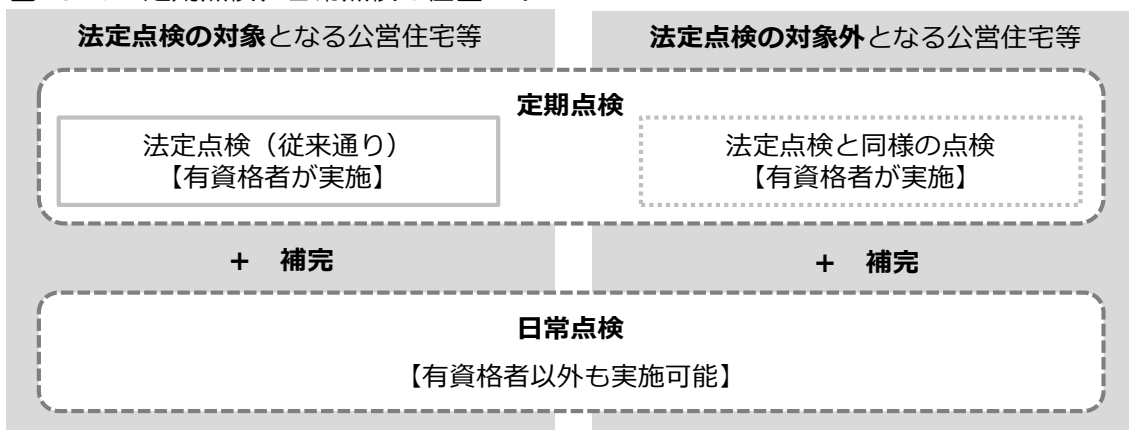 法定点検の対象となる公営住宅等
法定点検の対象外となる公営住宅等
定期点検
法定点検（従来通り）
【有資格者が実施】
法定点検と同様の点検
【有資格者が実施】
＋　補完
＋　補完
日常点検
【有資格者以外も実施可能】